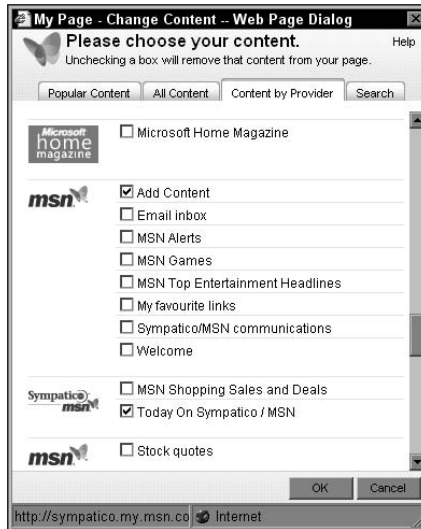 My Page - Change Content -- Web Page Dialog
Please choose your content.
Help
Unchecking a box will remove that content from your page.
Popular Content
All Content
Content by Provider
Search
Microsoft
home
magazine
Microsoft Home Magazine
msn
Add Content
Email inbox
MSN Alerts
MSN Games
MSN Top Entertainment Headlines
My favourite links
Sympatico/MSN communications
Welcome
Sympatico
msn
MSN Shopping Sales and Deals
Today On Sympatico / MSN
msn
Stock quotes
OK
Cancel
http://sympatico.my.msn.co
Internet